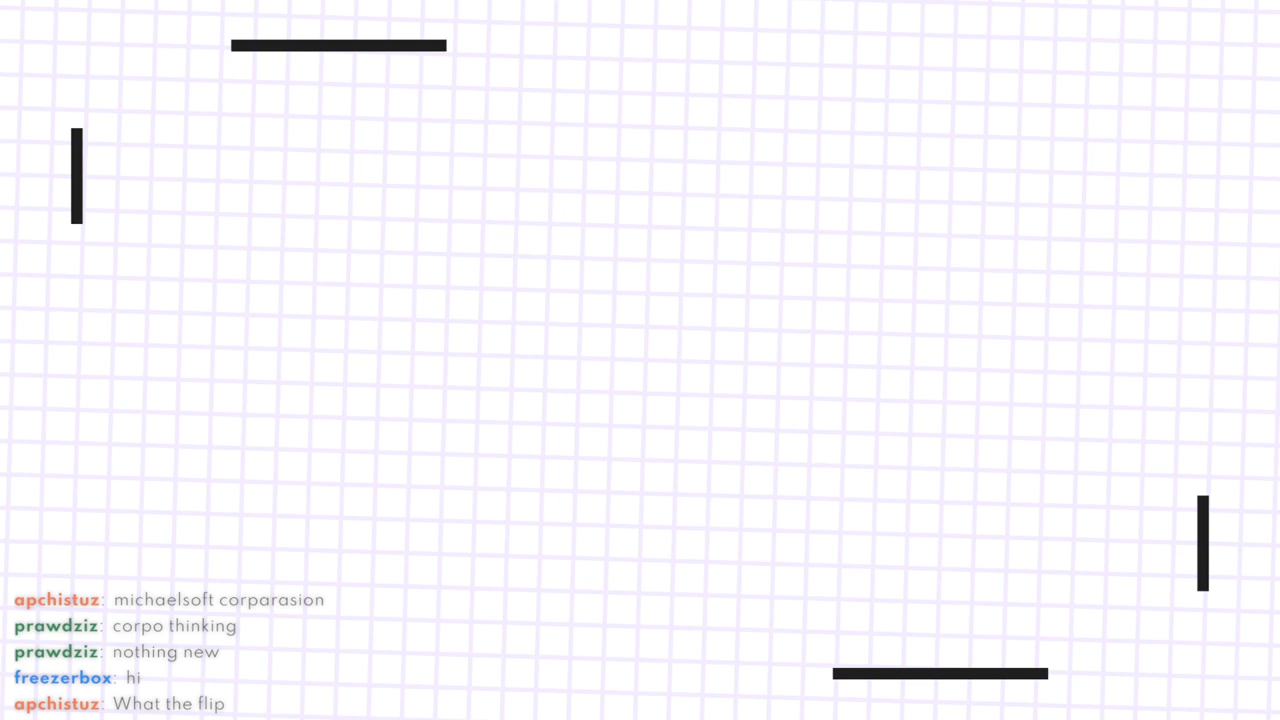 apchistuz: michaelsoft corparasion
prawdziz: corpo thinking
prawdziz: nothing new
freezerbox: hi
apchistuz: What the flip